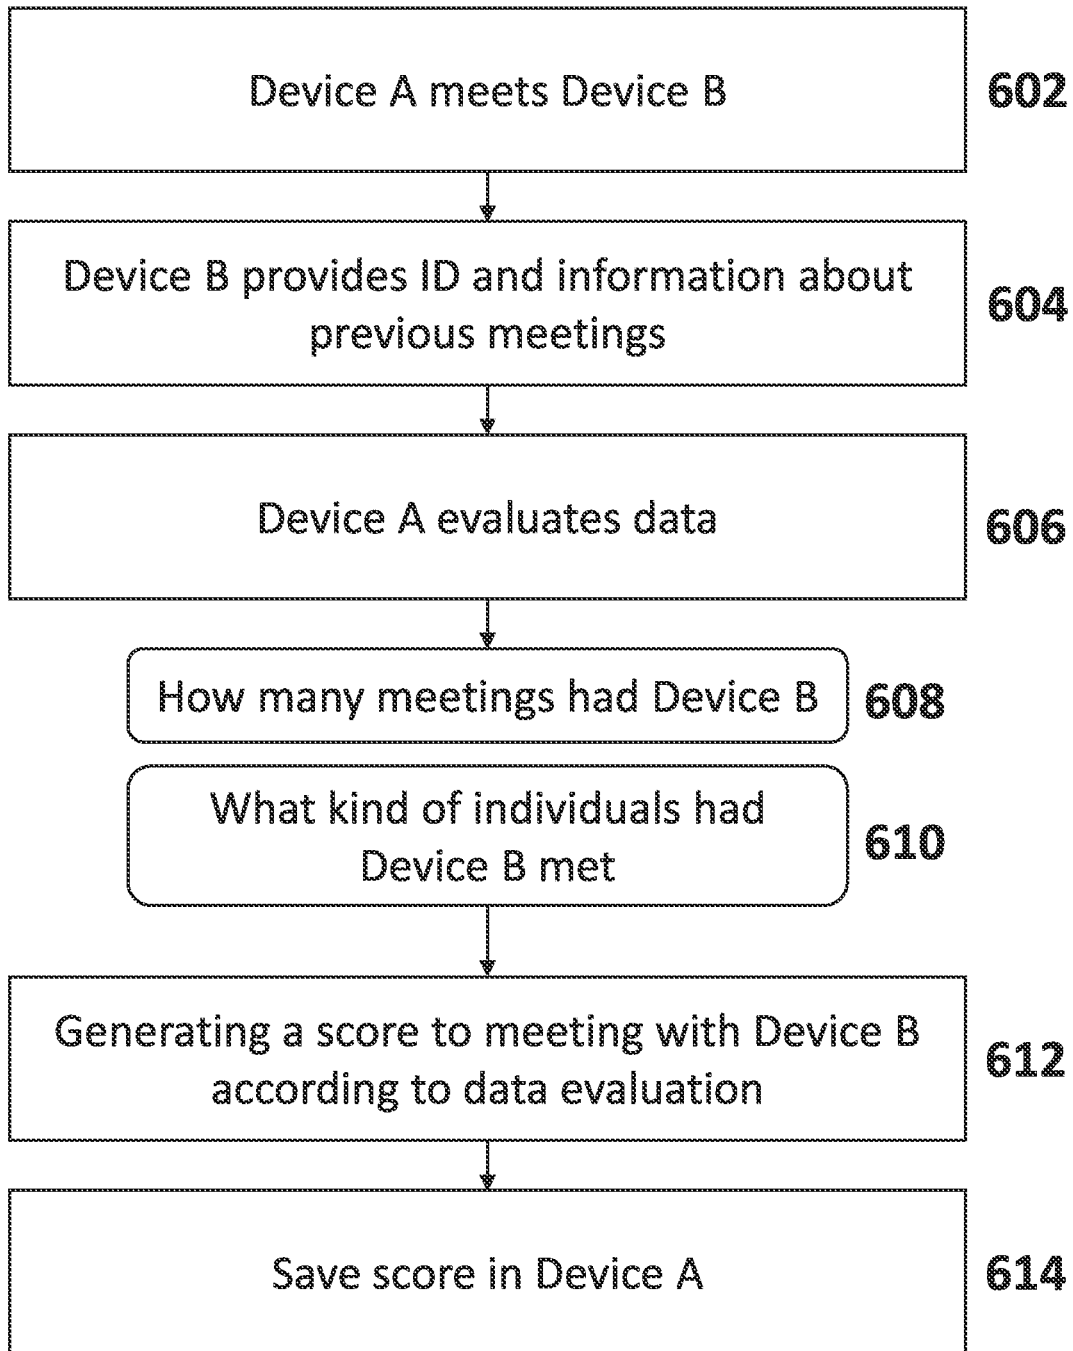 Device A meets Device B
602
Device B provides ID and information about
previous meetings
604
Device A evaluates data
606
How many meetings had Device B
608
What kind of individuals had
Device B met
610
Generating a score to meeting with Device B
according to data evaluation
612
Save score in Device A
614